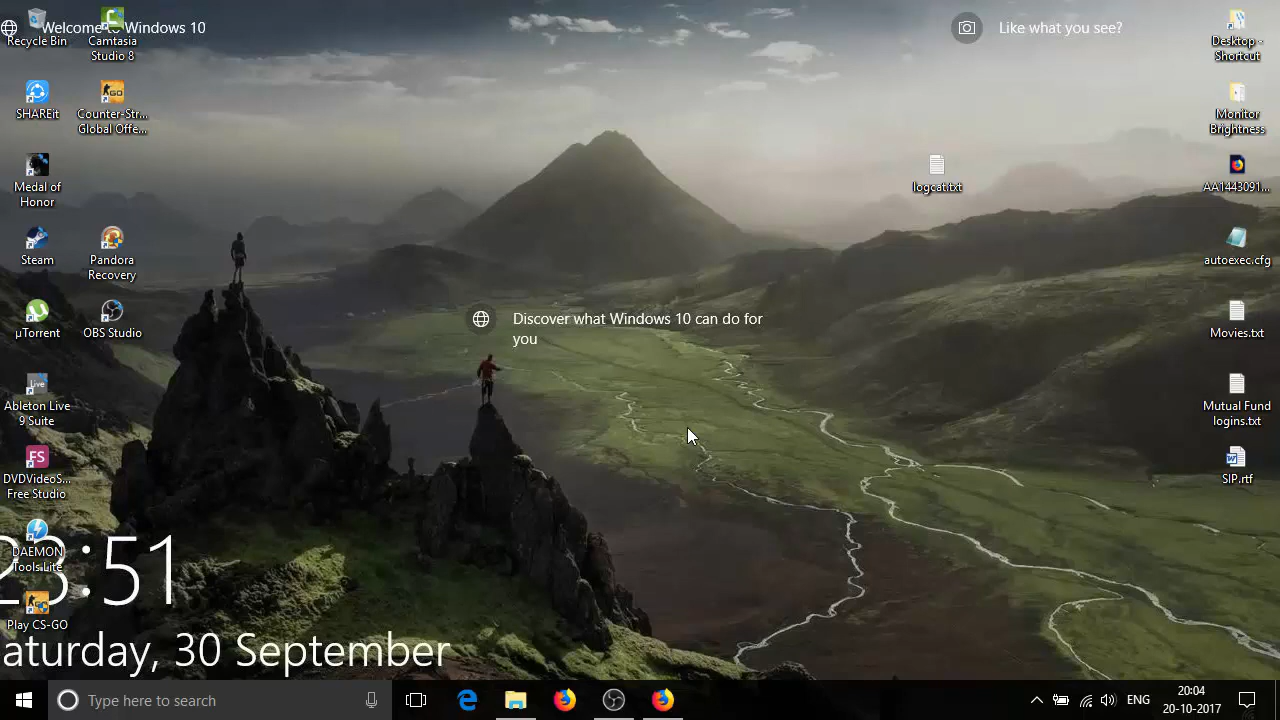 Welcome to Windows 10
Like what you see?
Recycle Bin
Camtasia
Studio 8
Desktop -
Shortcut
SHAREit
Counter-Str...
Global Offe...
Monitor
Brightness
Medal of
Honor
logcat.txt
AA1443091...
Steam
Pandora
Recovery
autoexec.cfg
µTorrent
OBS Studio
Discover what Windows 10 can do for
you
Movies.txt
Live
Ableton Live
9 Suite
Mutual Fund
logins.txt
FS
DVDVideoS...
Free Studio
SIP.rtf
DAEMON
Tools Lite
23:51
Play CS-GO
aturday, 30 September
Type here to search
ENG
20:04
20-10-2017